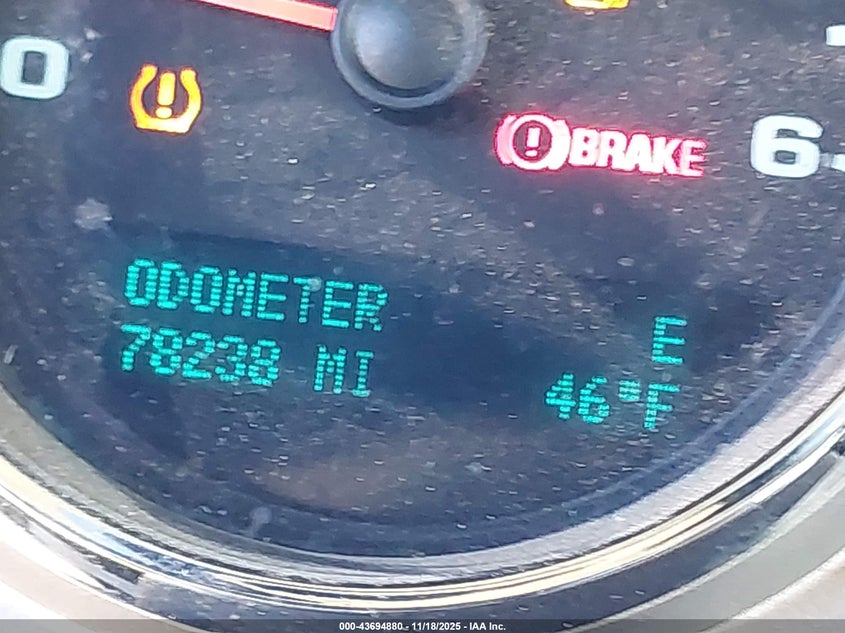 0
BRAKE
6
ODOMETER
E
78238 MI
46°F
000-43694880 - 11/18/2025 - IAA Inc.